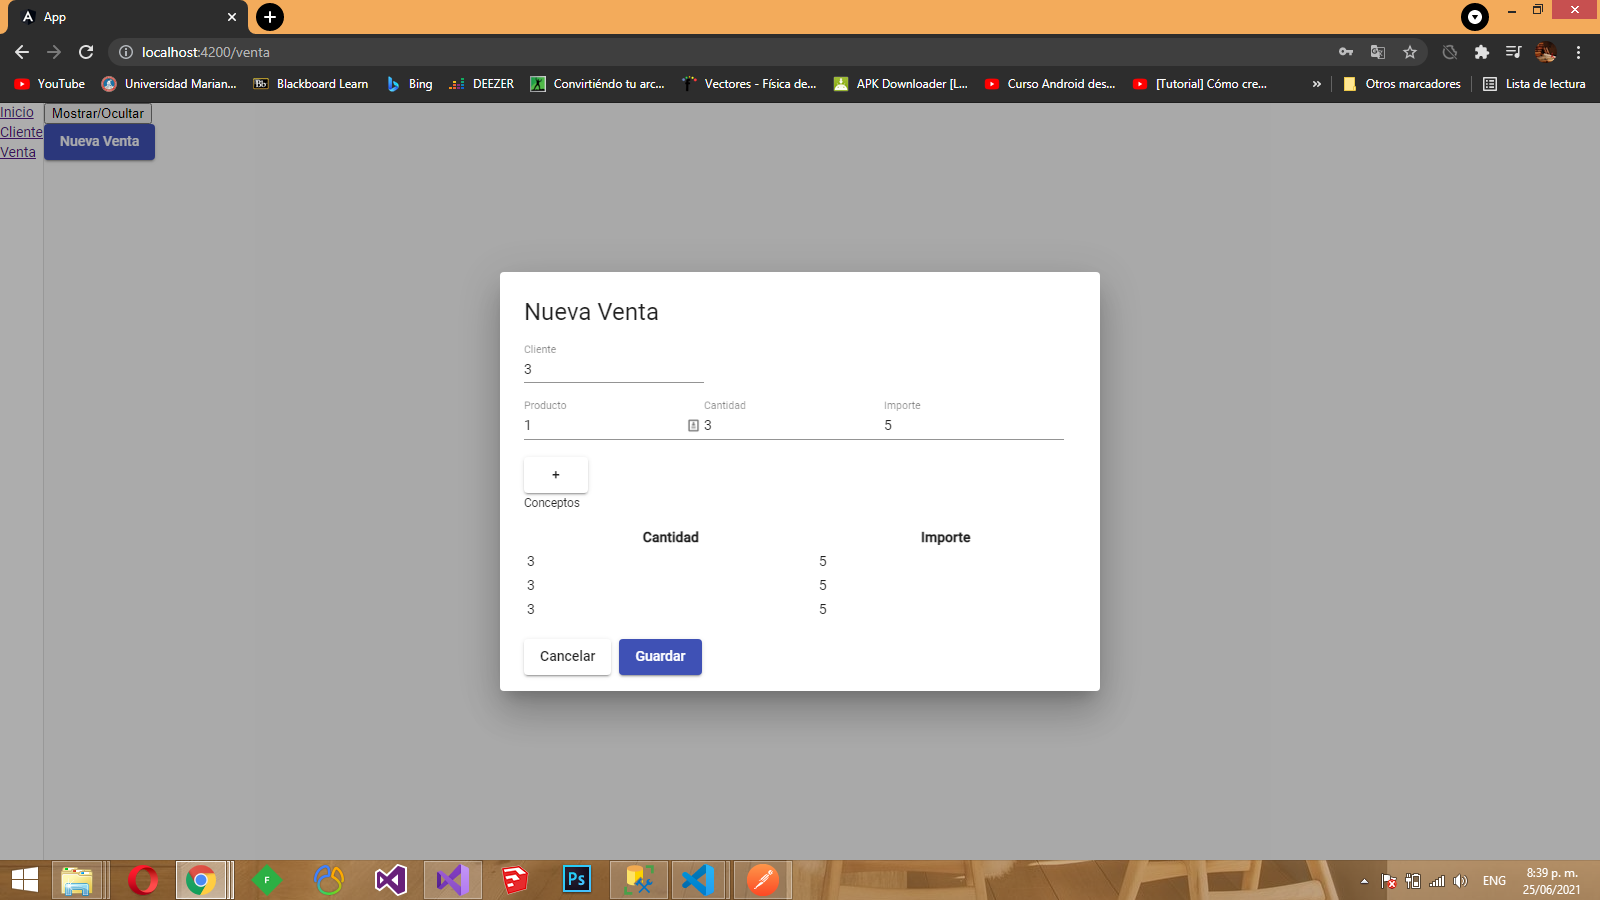 App
localhost:4200/venta
YouTube Universidad Marian... Bb Blackboard Learn Bing DEEZER Convirtiéndo tu arc... Vectores - Física de... APK Downloader [L... Curso Android des... [Tutorial] Cómo cre... » Otros marcadores Lista de lectura
Inicio Mostrar/Ocultar
Cliente
Nueva Venta
Venta
Nueva Venta
Cliente
3
Producto Cantidad Importe
1 3 5
+
Conceptos
Cantidad Importe
3 5
3 5
3 5
Cancelar Guardar
F Ps ENG
8:39 p. m.
25/06/2021